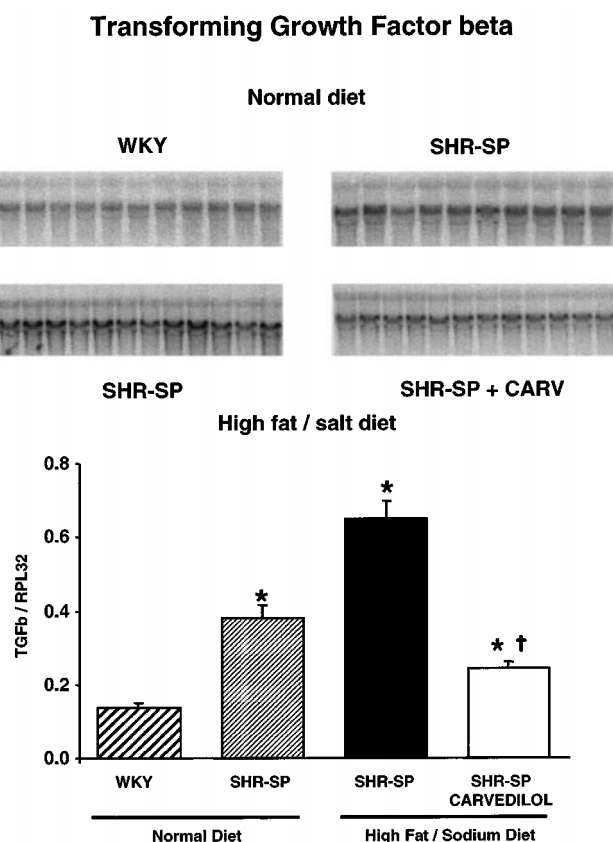 Transforming Growth Factor beta
Normal diet
WKY
SHR-SP
SHR-SP
SHR-SP + CARV
High fat / salt diet
TGFb / RPL32
0.8
0.6
0.4
0.2
0.0
*
*
* †
WKY
SHR-SP
SHR-SP
SHR-SP
CARVEDILOL
Normal Diet
High Fat / Sodium Diet